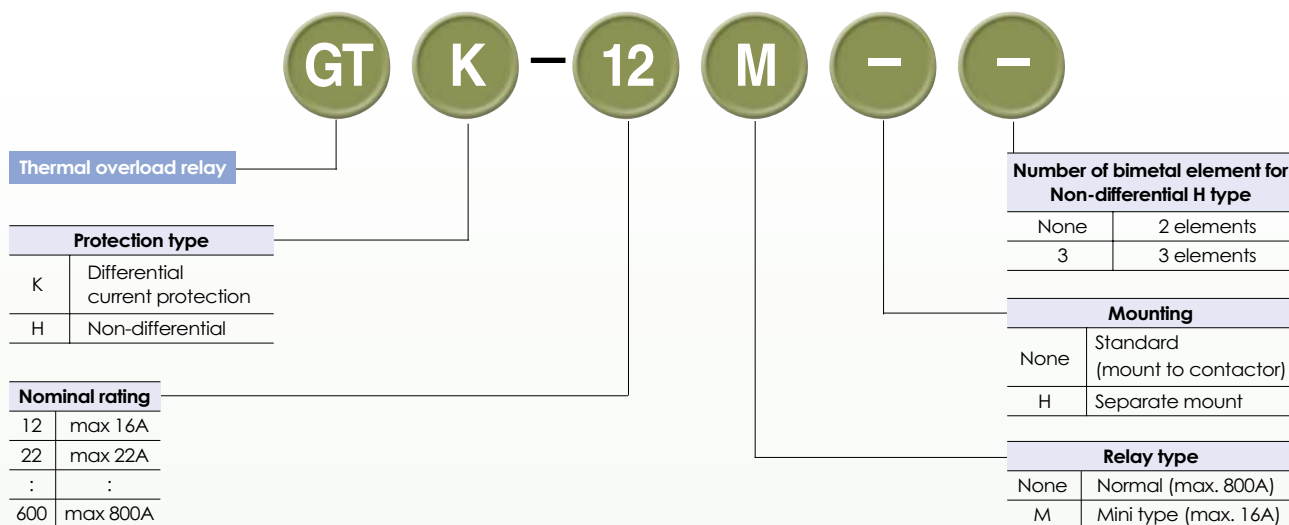 GT K – 12 M – –
Thermal overload relay
Protection type
K Differential
current protection
H Non-differential
Nominal rating
12 max 16A
22 max 22A
: :
600 max 800A
Number of bimetal element for
Non-differential H type
None 2 elements
3 3 elements
Mounting
None Standard
(mount to contactor)
H Separate mount
Relay type
None Normal (max. 800A)
M Mini type (max. 16A)